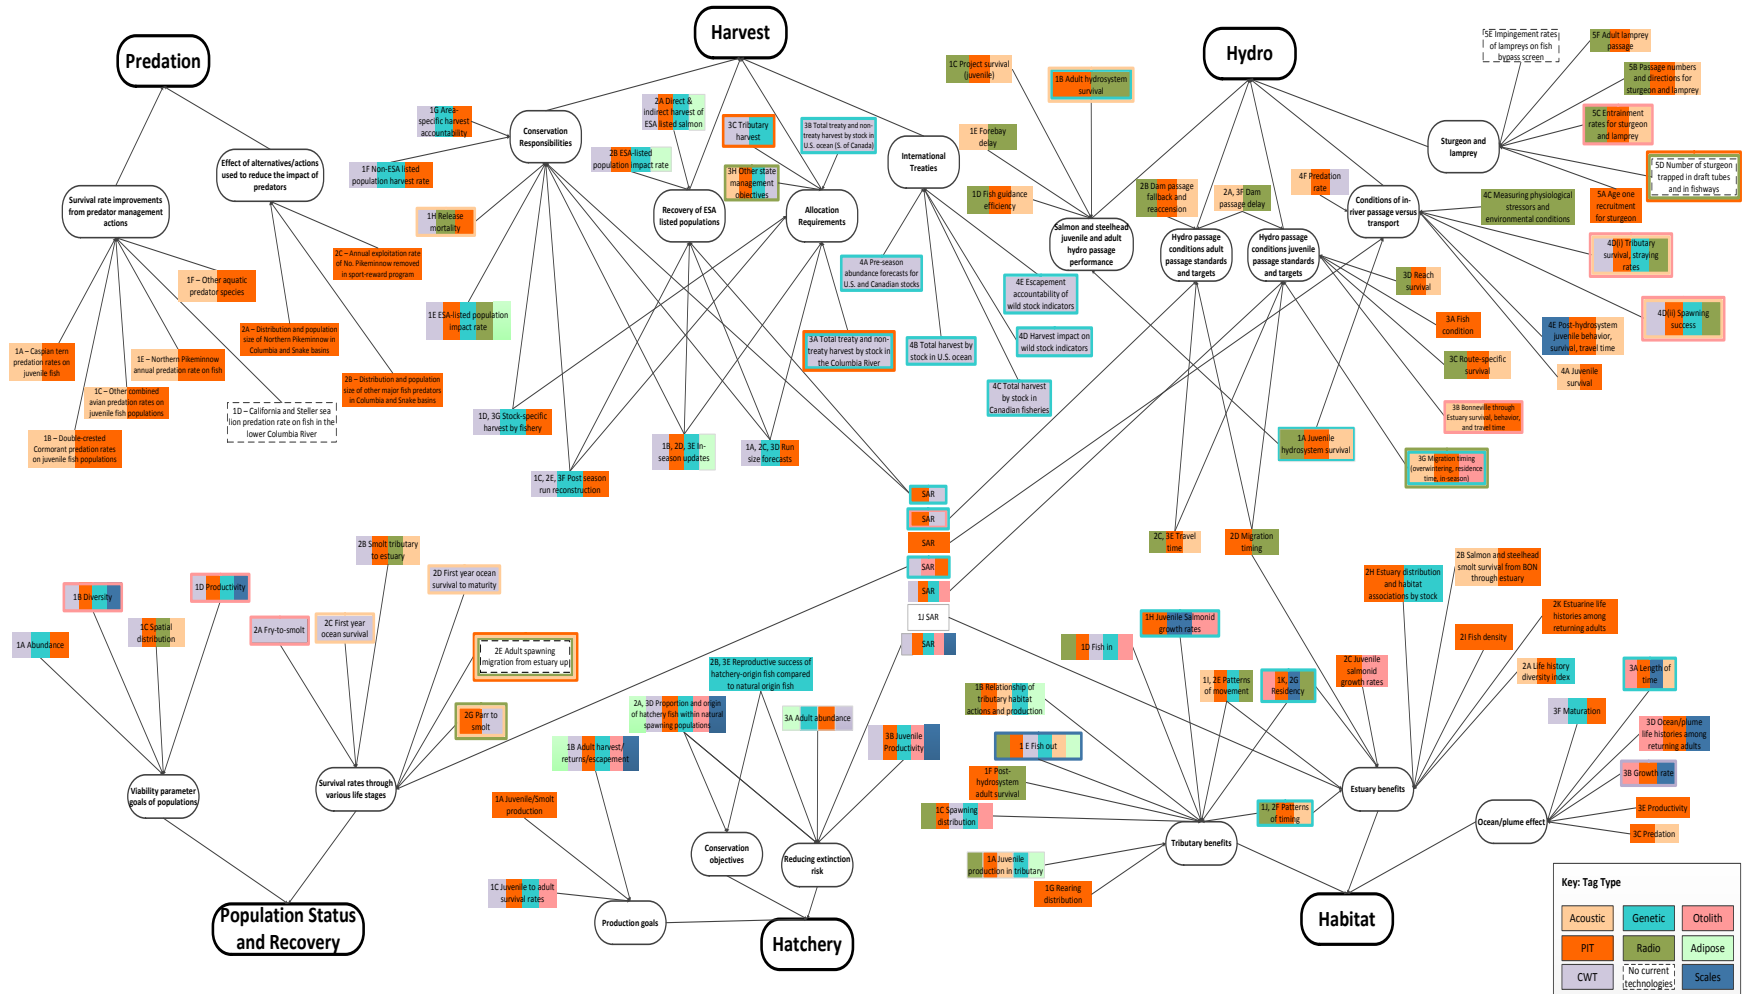 Predation
Harvest
Hydro
Survival rate improvements
from predator management
actions
Effect of alternatives/actions
used to reduce the impact of
predators
1F – Other aquatic
predator species
1A – Caspian tern
predation rates on
juvenile fish
1E – Northern Pikeminnow
annual predation rate on fish
1C – Other combined
avian predation rates on
juvenile fish populations
1B – Double-crested
Cormorant predation rates
on juvenile fish populations
1D – California and Steller sea
lion predation rate on fish in the
lower Columbia River
2C – Annual exploitation rate
of No. Pikeminnow removed
in sport-reward program
2A – Distribution and population
size of Northern Pikeminnow in
Columbia and Snake basins
2B – Distribution and population
size of other major fish predators
in Columbia and Snake basins
1G Area-
specific harvest
accountability
1F Non-ESA listed
population harvest rate
1H Release
mortality
1E ESA-listed population
impact rate
Conservation
Responsibilities
2A Direct &
indirect harvest of
ESA listed salmon
2B ESA-listed
population impact rate
Recovery of ESA
listed populations
3C Tributary
harvest
3H Other state
management
objectives
3B Total treaty and non-
treaty harvest by stock in
U.S. ocean (S. of Canada)
Allocation
Requirements
3A Total treaty and non-
treaty harvest by stock in
the Columbia River
1D, 3G Stock-specific
harvest by fishery
1C, 2E, 3F Post season
run reconstruction
1B, 2D, 3E In-
season updates
1A, 2C, 3D Run
size forecasts
International
Treaties
4A Pre-season
abundance forecasts for
U.S. and Canadian stocks
4B Total harvest by
stock in U.S. ocean
4C Total harvest
by stock in
Canadian fisheries
4E Escapement
accountability of
wild stock indicators
4D Harvest impact on
wild stock indicators
1C Project survival
(juvenile)
1B Adult hydrosystem
survival
1E Forebay
delay
1D Fish guidance
efficiency
Salmon and steelhead
juvenile and adult
hydro passage
performance
2B Dam passage
fallback and
reaccension
2A, 3F Dam
passage delay
Hydro passage
conditions adult
passage standards
and targets
Hydro passage
conditions juvenile
passage standards
and targets
4F Predation
rate
Conditions of in-
river passage versus
transport
Sturgeon and
lamprey
5E Impingement rates
of lampreys on fish
bypass screen
5F Adult lamprey
passage
5B Passage numbers
and directions for
sturgeon and lamprey
5C Entrainment
rates for sturgeon
and lamprey
5D Number of sturgeon
trapped in draft tubes
and in fishways
5A Age one
recruitment
for sturgeon
4C Measuring physiological
stressors and
environmental conditions
4D(i) Tributary
survival, straying
rates
4D(ii) Spawning
success
4E Post-hydrosystem
juvenile behavior,
survival, travel time
4A Juvenile
survival
3D Reach
survival
3A Fish
condition
3C Route-specific
survival
3B Bonneville through
Estuary survival, behavior,
and travel time
3G Migration timing
(overwintering, residence
time, in-season)
1A Juvenile
hydrosystem survival
2C, 3E Travel
time
2D Migration
timing
SAR
SAR
SAR
SAR
SAR
1J SAR
SAR
1A Abundance
1B Diversity
1C Spatial
distribution
1D Productivity
Viability parameter
goals of populations
2B Smolt tributary
to estuary
2D First year ocean
survival to maturity
2A Fry-to-smolt
2C First year
ocean survival
2E Adult spawning
migration from estuary up
2G Parr to
smolt
Survival rates through
various life stages
Population Status
and Recovery
2B, 3E Reproductive success of
hatchery-origin fish compared
to natural origin fish
2A, 3D Proportion and origin
of hatchery fish within natural
spawning populations
3A Adult abundance
3B Juvenile
Productivity
1B Adult harvest/
returns/escapement
1A Juvenile/Smolt
production
1C Juvenile to adult
survival rates
Conservation
objectives
Reducing extinction
risk
Production goals
Hatchery
1H Juvenile Salmonid
growth rates
1D Fish in
1B Relationship of
tributary habitat
actions and production
1I, 2E Patterns
of movement
1K, 2G
Residency
1 E Fish out
1F Post-
hydrosystem
adult survival
1C Spawning
distribution
1A Juvenile
production in tributary
1G Rearing
distribution
1J, 2F Patterns
of timing
Tributary benefits
2H Estuary distribution
and habitat
associations by stock
2B Salmon and steelhead
smolt survival from BON
through estuary
2K Estuarine life
histories among
returning adults
2I Fish density
2C Juvenile
salmonid
growth rates
2A Life history
diversity index
Estuary benefits
3A Length of
time
3F Maturation
3D Ocean/plume
life histories among
returning adults
3B Growth rate
3E Productivity
3C Predation
Ocean/plume effect
Habitat
Key: Tag Type
Acoustic
Genetic
Otolith
PIT
Radio
Adipose
CWT
No current
technologies
Scales